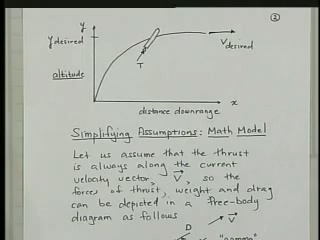 ②
y
y desired
V desired
altitude
T
distance downrange
x
Simplifying Assumptions: Math Model
Let us assume that the thrust
is always along the current
velocity vector, V, so the
forces of thrust, weight and drag
can be depicted in a free-body
diagram as follows
D
V
"gamma"